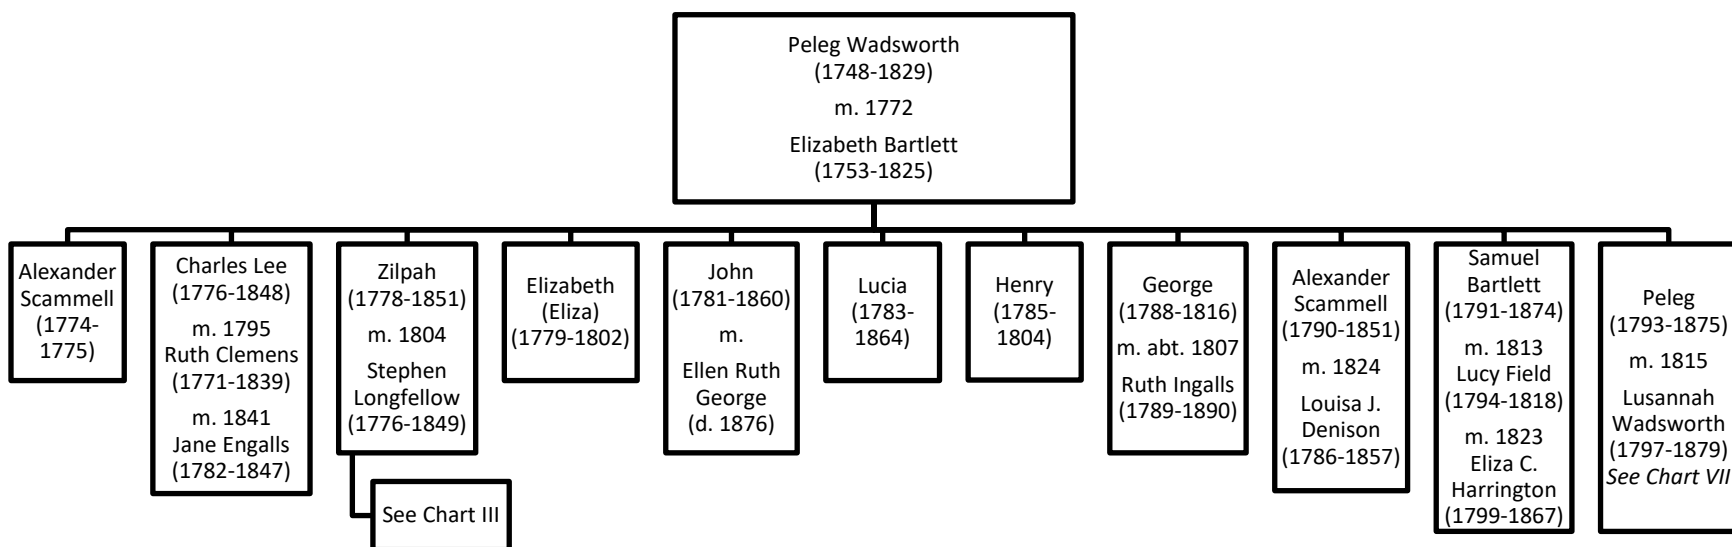 Peleg Wadsworth
(1748-1829)
m. 1772
Elizabeth Bartlett
(1753-1825)
Alexander
Scammell
(1774-
1775)
Charles Lee
(1776-1848)
m. 1795
Ruth Clemens
(1771-1839)
m. 1841
Jane Engalls
(1782-1847)
Zilpah
(1778-1851)
m. 1804
Stephen
Longfellow
(1776-1849)
See Chart III
Elizabeth
(Eliza)
(1779-1802)
John
(1781-1860)
m.
Ellen Ruth
George
(d. 1876)
Lucia
(1783-
1864)
Henry
(1785-
1804)
George
(1788-1816)
m. abt. 1807
Ruth Ingalls
(1789-1890)
Alexander
Scammell
(1790-1851)
m. 1824
Louisa J.
Denison
(1786-1857)
Samuel
Bartlett
(1791-1874)
m. 1813
Lucy Field
(1794-1818)
m. 1823
Eliza C.
Harrington
(1799-1867)
Peleg
(1793-1875)
m. 1815
Lusannah
Wadsworth
(1797-1879)
See Chart VII